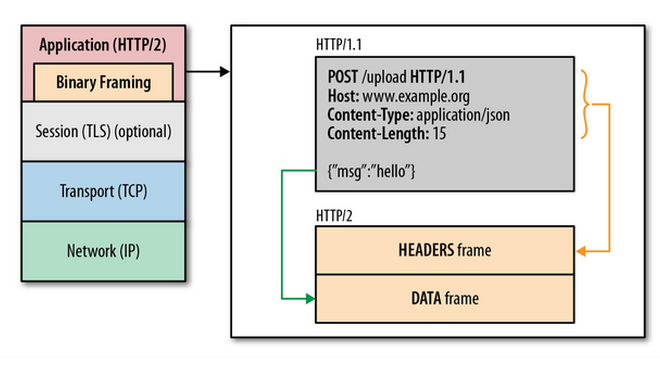 Application (HTTP/2)
Binary Framing
Session (TLS) (optional)
Transport (TCP)
Network (IP)
HTTP/1.1
POST /upload HTTP/1.1
Host: www.example.org
Content-Type: application/json
Content-Length: 15
{"msg":"hello"}
HTTP/2
HEADERS frame
DATA frame